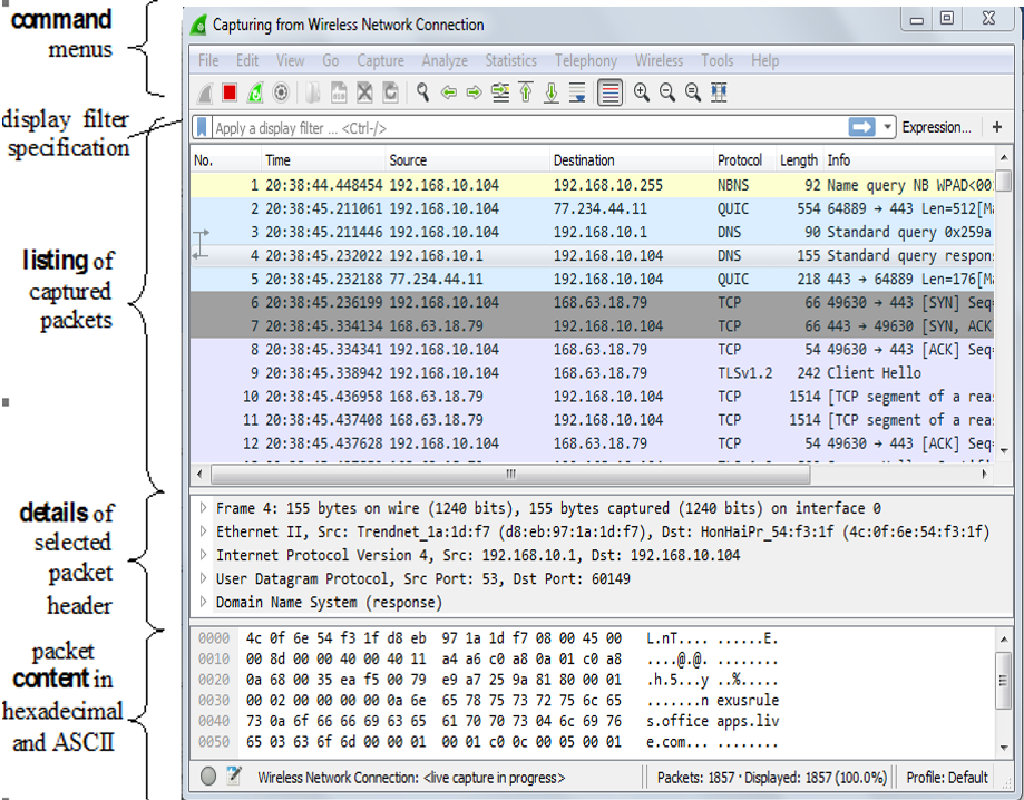 command
menus
display filter
specification
listing of
captured
packets
details of
selected
packet
header
packet
content in
hexadecimal
and ASCII
Capturing from Wireless Network Connection
File Edit View Go Capture Analyze Statistics Telephony Wireless Tools Help
Apply a display filter ... <Ctrl-/> Expression... +
No. Time Source Destination Protocol Length Info
1 20:38:44.448454 192.168.10.104 192.168.10.255 NBNS 92 Name query NB WPAD<00
2 20:38:45.211061 192.168.10.104 77.234.44.11 QUIC 554 64889 → 443 Len=512[Ma
3 20:38:45.211446 192.168.10.104 192.168.10.1 DNS 90 Standard query 0x259a
4 20:38:45.232022 192.168.10.1 192.168.10.104 DNS 155 Standard query respon
5 20:38:45.232188 77.234.44.11 192.168.10.104 QUIC 218 443 → 64889 Len=176[Ma
6 20:38:45.236199 192.168.10.104 168.63.18.79 TCP 66 49630 → 443 [SYN] Seq
7 20:38:45.334134 168.63.18.79 192.168.10.104 TCP 66 443 → 49630 [SYN, ACK
8 20:38:45.334341 192.168.10.104 168.63.18.79 TCP 54 49630 → 443 [ACK] Seq
9 20:38:45.338942 192.168.10.104 168.63.18.79 TLSv1.2 242 Client Hello
10 20:38:45.436958 168.63.18.79 192.168.10.104 TCP 1514 [TCP segment of a rea
11 20:38:45.437408 168.63.18.79 192.168.10.104 TCP 1514 [TCP segment of a rea
12 20:38:45.437628 192.168.10.104 168.63.18.79 TCP 54 49630 → 443 [ACK] Seq
Frame 4: 155 bytes on wire (1240 bits), 155 bytes captured (1240 bits) on interface 0
Ethernet II, Src: Trendnet_1a:1d:f7 (d8:eb:97:1a:1d:f7), Dst: HonHaiPr_54:f3:1f (4c:0f:6e:54:f3:1f)
Internet Protocol Version 4, Src: 192.168.10.1, Dst: 192.168.10.104
User Datagram Protocol, Src Port: 53, Dst Port: 60149
Domain Name System (response)
0000 4c 0f 6e 54 f3 1f d8 eb 97 1a 1d f7 08 00 45 00 L.nT.... ......E.
0010 00 8d 00 00 40 00 40 11 a4 a6 c0 a8 0a 01 c0 a8 ....@.@. ........
0020 0a 68 00 35 ea f5 00 79 e9 a7 25 9a 81 80 00 01 .h.5...y ..%.....
0030 00 02 00 00 00 00 0a 6e 65 78 75 73 72 75 6c 65 .......n exusrule
0040 73 0a 6f 66 66 69 63 65 61 70 70 73 04 6c 69 76 s.office apps.liv
0050 65 03 63 6f 6d 00 00 01 00 01 c0 0c 00 05 00 01 e.com... ........
Wireless Network Connection: <live capture in progress> Packets: 1857 · Displayed: 1857 (100.0%) Profile: Default